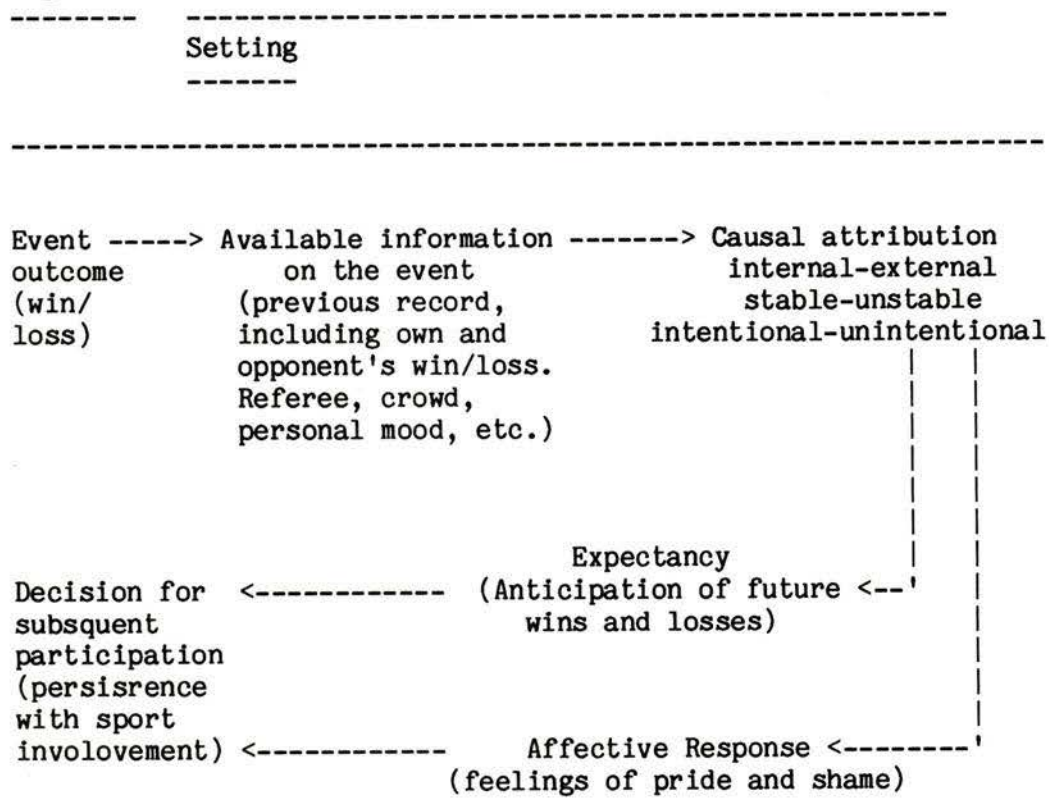 Setting
Event -----> Available information -------> Causal attribution
outcome on the event internal-external
(win/ (previous record, stable-unstable
loss) including own and intentional-unintentional
opponent's win/loss.
Referee, crowd,
personal mood, etc.)
Expectancy
Decision for <------------ (Anticipation of future <--'
subsquent wins and losses)
participation
(persisrence
with sport
involovement) <------------ Affective Response <--------'
(feelings of pride and shame)